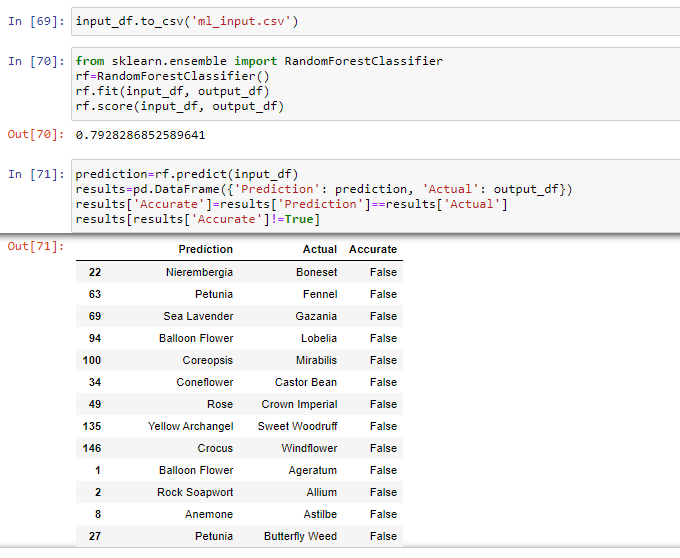 In [69]: input_df.to_csv('ml_input.csv')
In [70]: from sklearn.ensemble import RandomForestClassifier
rf=RandomForestClassifier()
rf.fit(input_df, output_df)
rf.score(input_df, output_df)
Out[70]: 0.7928286852589641
In [71]: prediction=rf.predict(input_df)
results=pd.DataFrame({'Prediction': prediction, 'Actual': output_df})
results['Accurate']=results['Prediction']==results['Actual']
results[results['Accurate']!=True]
Out[71]:
Prediction Actual Accurate
22 Nierembergia Boneset False
63 Petunia Fennel False
69 Sea Lavender Gazania False
94 Balloon Flower Lobelia False
100 Coreopsis Mirabilis False
34 Coneflower Castor Bean False
49 Rose Crown Imperial False
135 Yellow Archangel Sweet Woodruff False
146 Crocus Windflower False
1 Balloon Flower Ageratum False
2 Rock Soapwort Allium False
8 Anemone Astilbe False
27 Petunia Butterfly Weed False